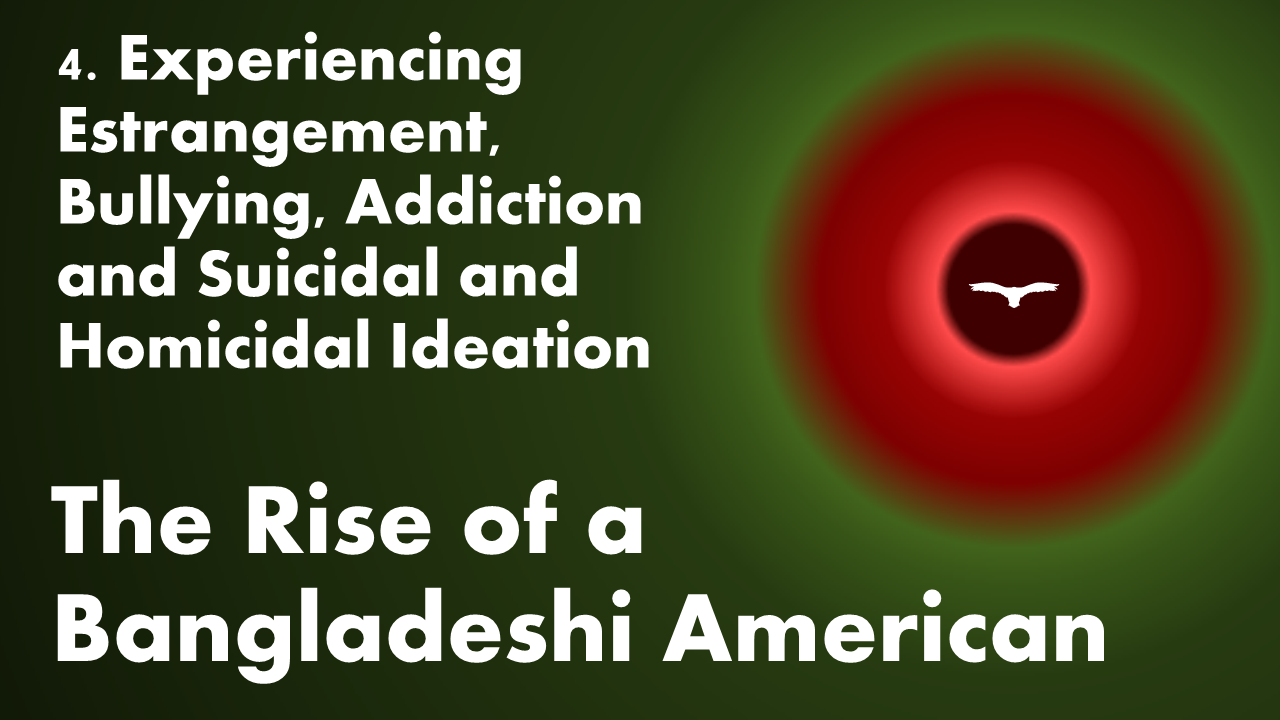 4. Experiencing
Estrangement,
Bullying, Addiction
and Suicidal and
Homicidal Ideation
The Rise of a
Bangladeshi American